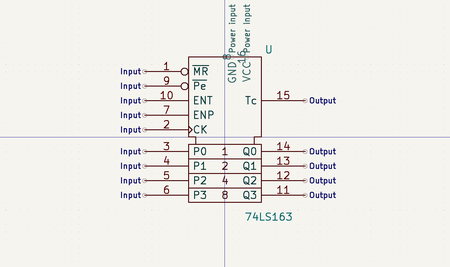 Power Input
Power Input
U
8
16
GND
VCC
Input 1 MR
Input 9 Pe
Input 10 ENT Tc 15 Output
Input 7 ENP
Input 2 CK
Input 3 P0 1 Q0 14 Output
Input 4 P1 2 Q1 13 Output
Input 5 P2 4 Q2 12 Output
Input 6 P3 8 Q3 11 Output
74LS163